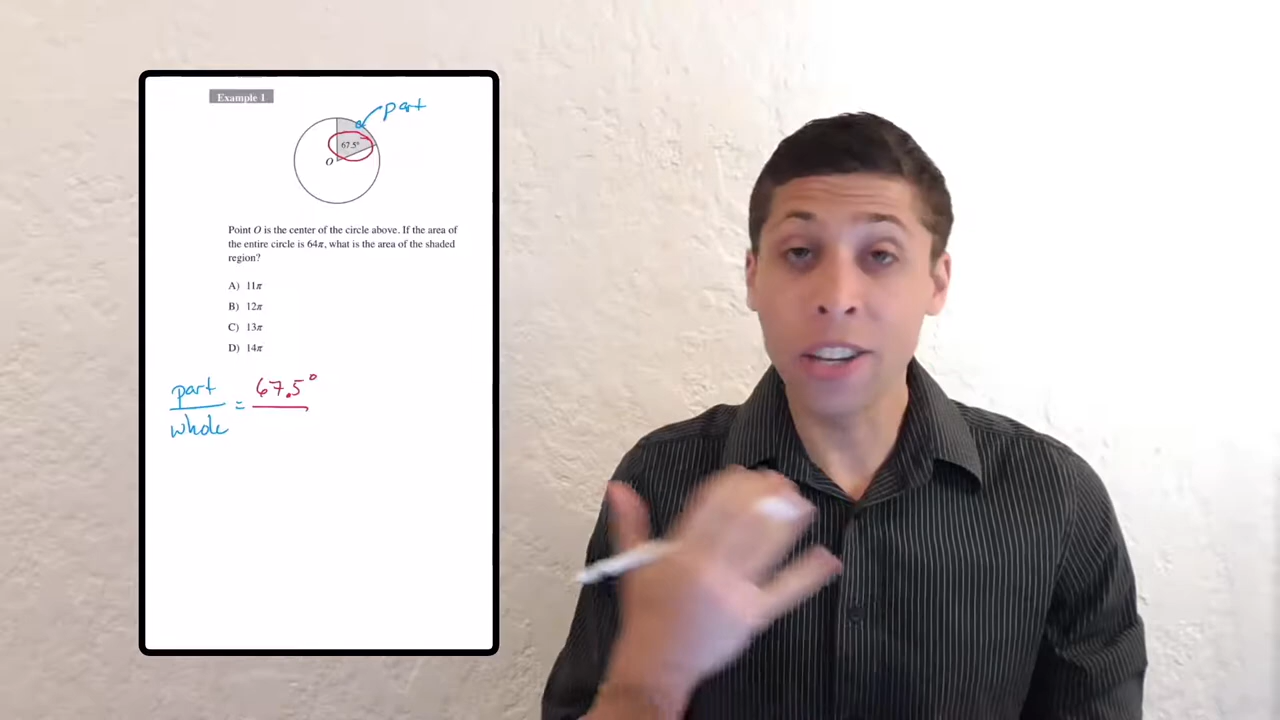 Example 1
part
67.5°
O
Point O is the center of the circle above. If the area of
the entire circle is 64π, what is the area of the shaded
region?
A) 11π
B) 12π
C) 13π
D) 14π
part
whole
= 67.5°